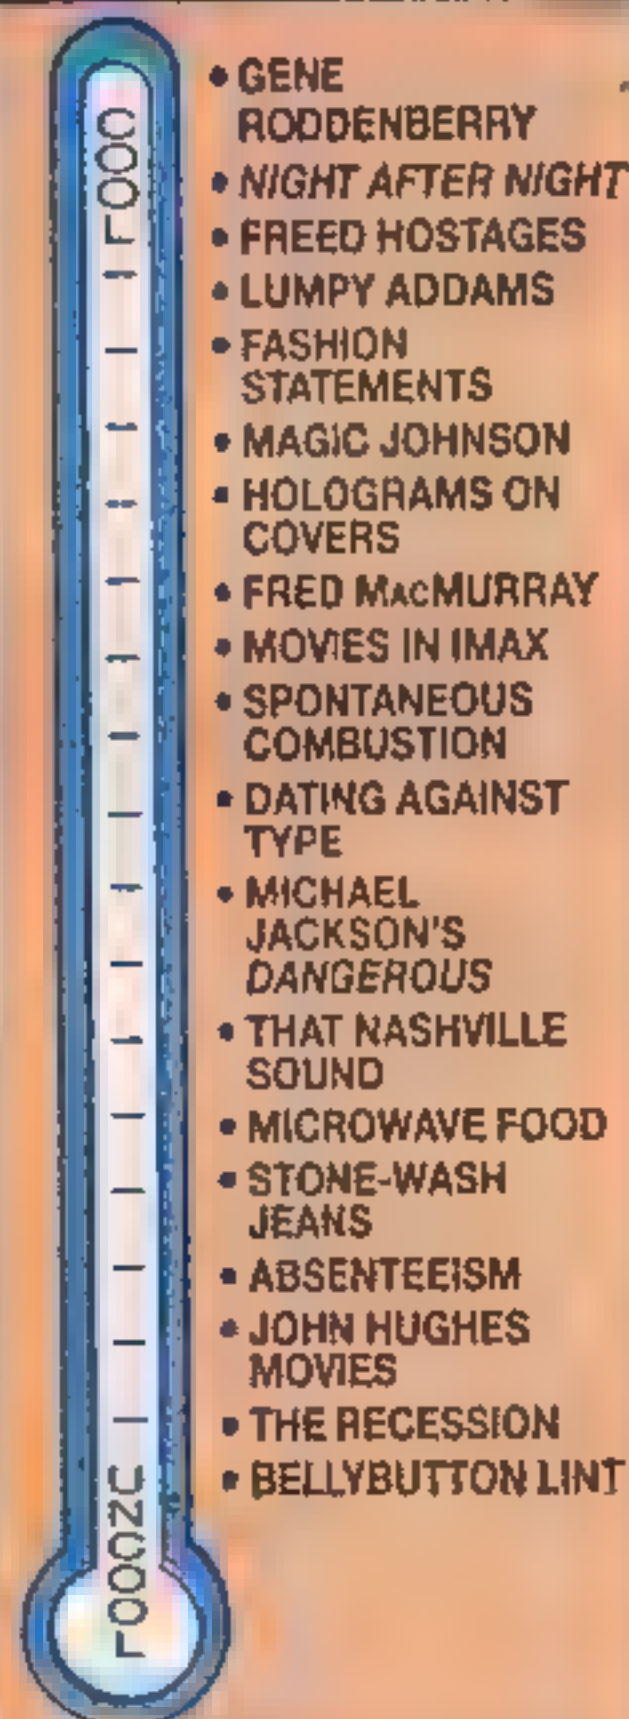 COOL
• GENE
RODDENBERRY
• NIGHT AFTER NIGHT
• FREED HOSTAGES
• LUMPY ADDAMS
• FASHION
STATEMENTS
• MAGIC JOHNSON
• HOLOGRAMS ON
COVERS
• FRED MACMURRAY
• MOVIES IN IMAX
• SPONTANEOUS
COMBUSTION
• DATING AGAINST
TYPE
• MICHAEL
JACKSON'S
DANGEROUS
• THAT NASHVILLE
SOUND
• MICROWAVE FOOD
• STONE-WASH
JEANS
• ABSENTEEISM
• JOHN HUGHES
MOVIES
• THE RECESSION
• BELLYBUTTON LINT
UNCOOL